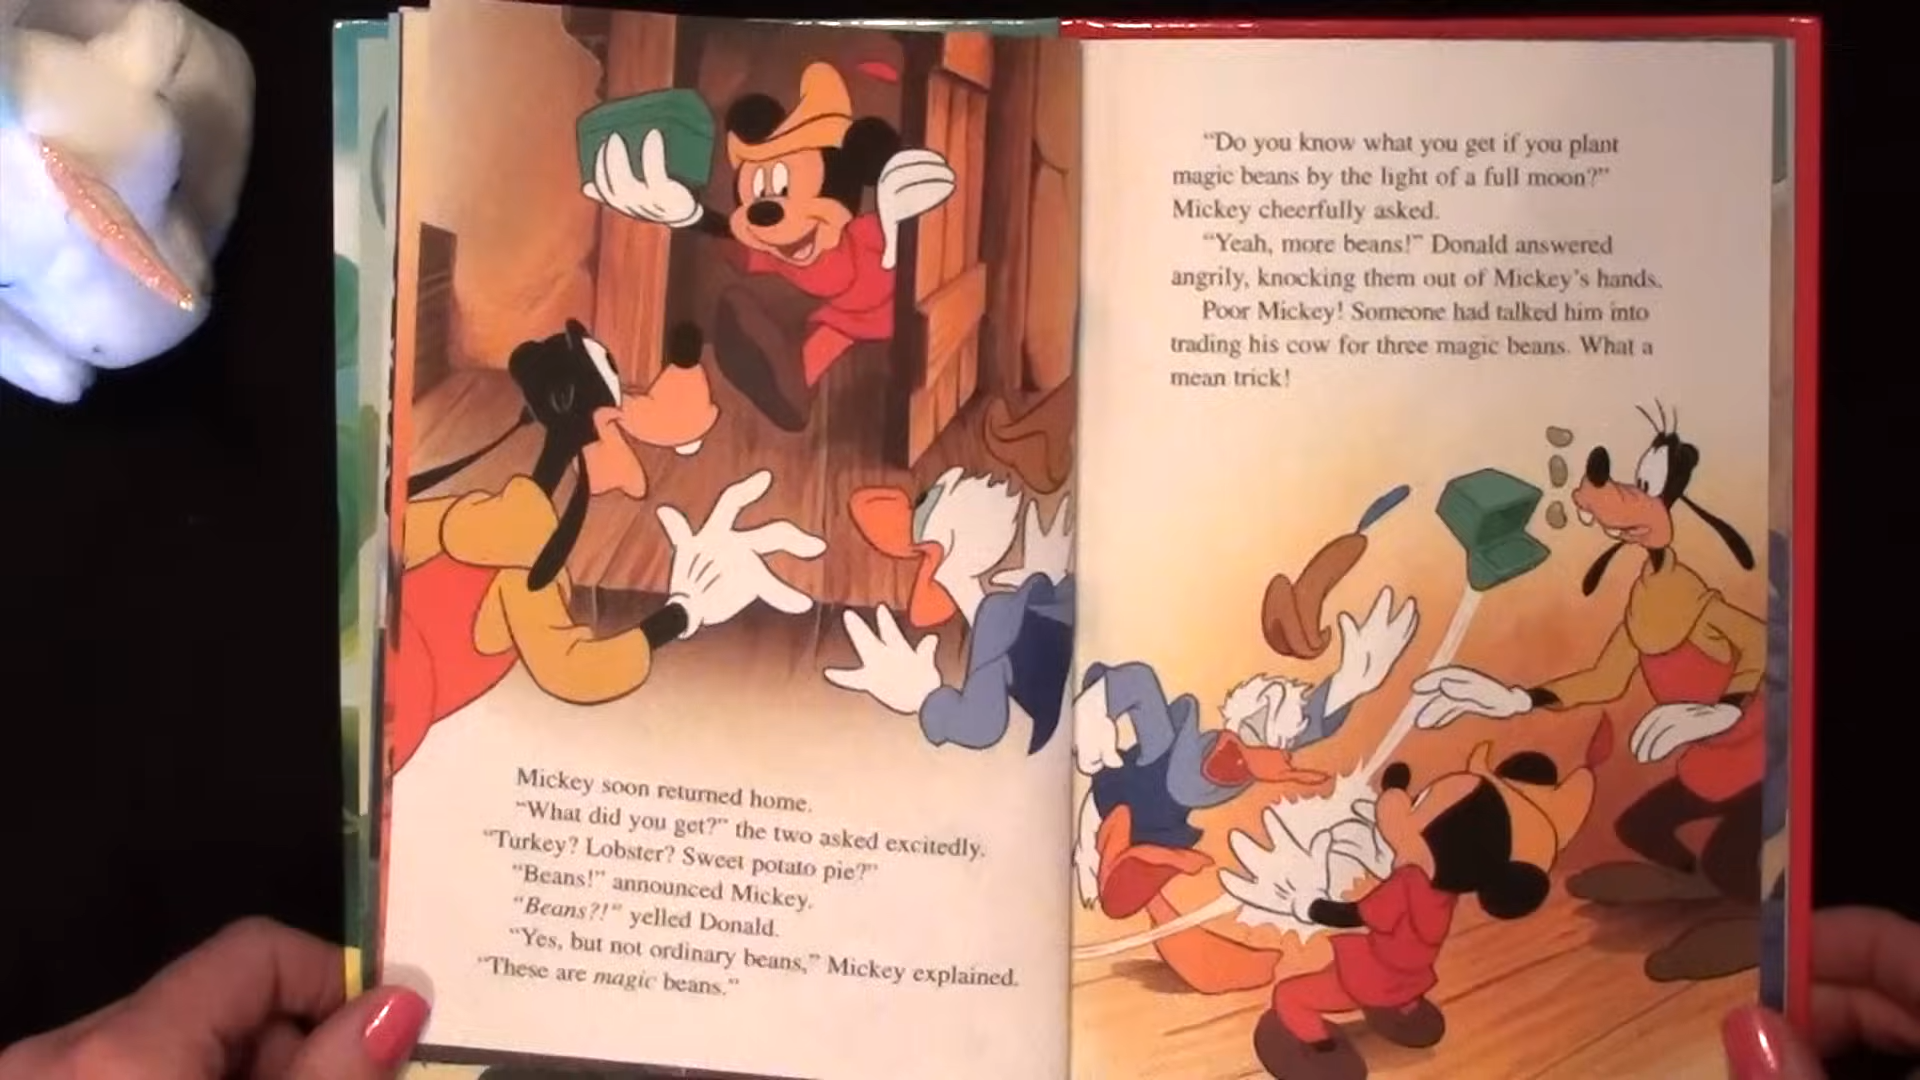 Mickey soon returned home.
“What did you get?” the two asked excitedly.
“Turkey? Lobster? Sweet potato pie?”
“Beans!” announced Mickey.
“Beans?!” yelled Donald.
“Yes, but not ordinary beans,” Mickey explained.
“These are magic beans.”
“Do you know what you get if you plant
magic beans by the light of a full moon?”
Mickey cheerfully asked.
“Yeah, more beans!” Donald answered
angrily, knocking them out of Mickey’s hands.
Poor Mickey! Someone had talked him into
trading his cow for three magic beans. What a
mean trick!